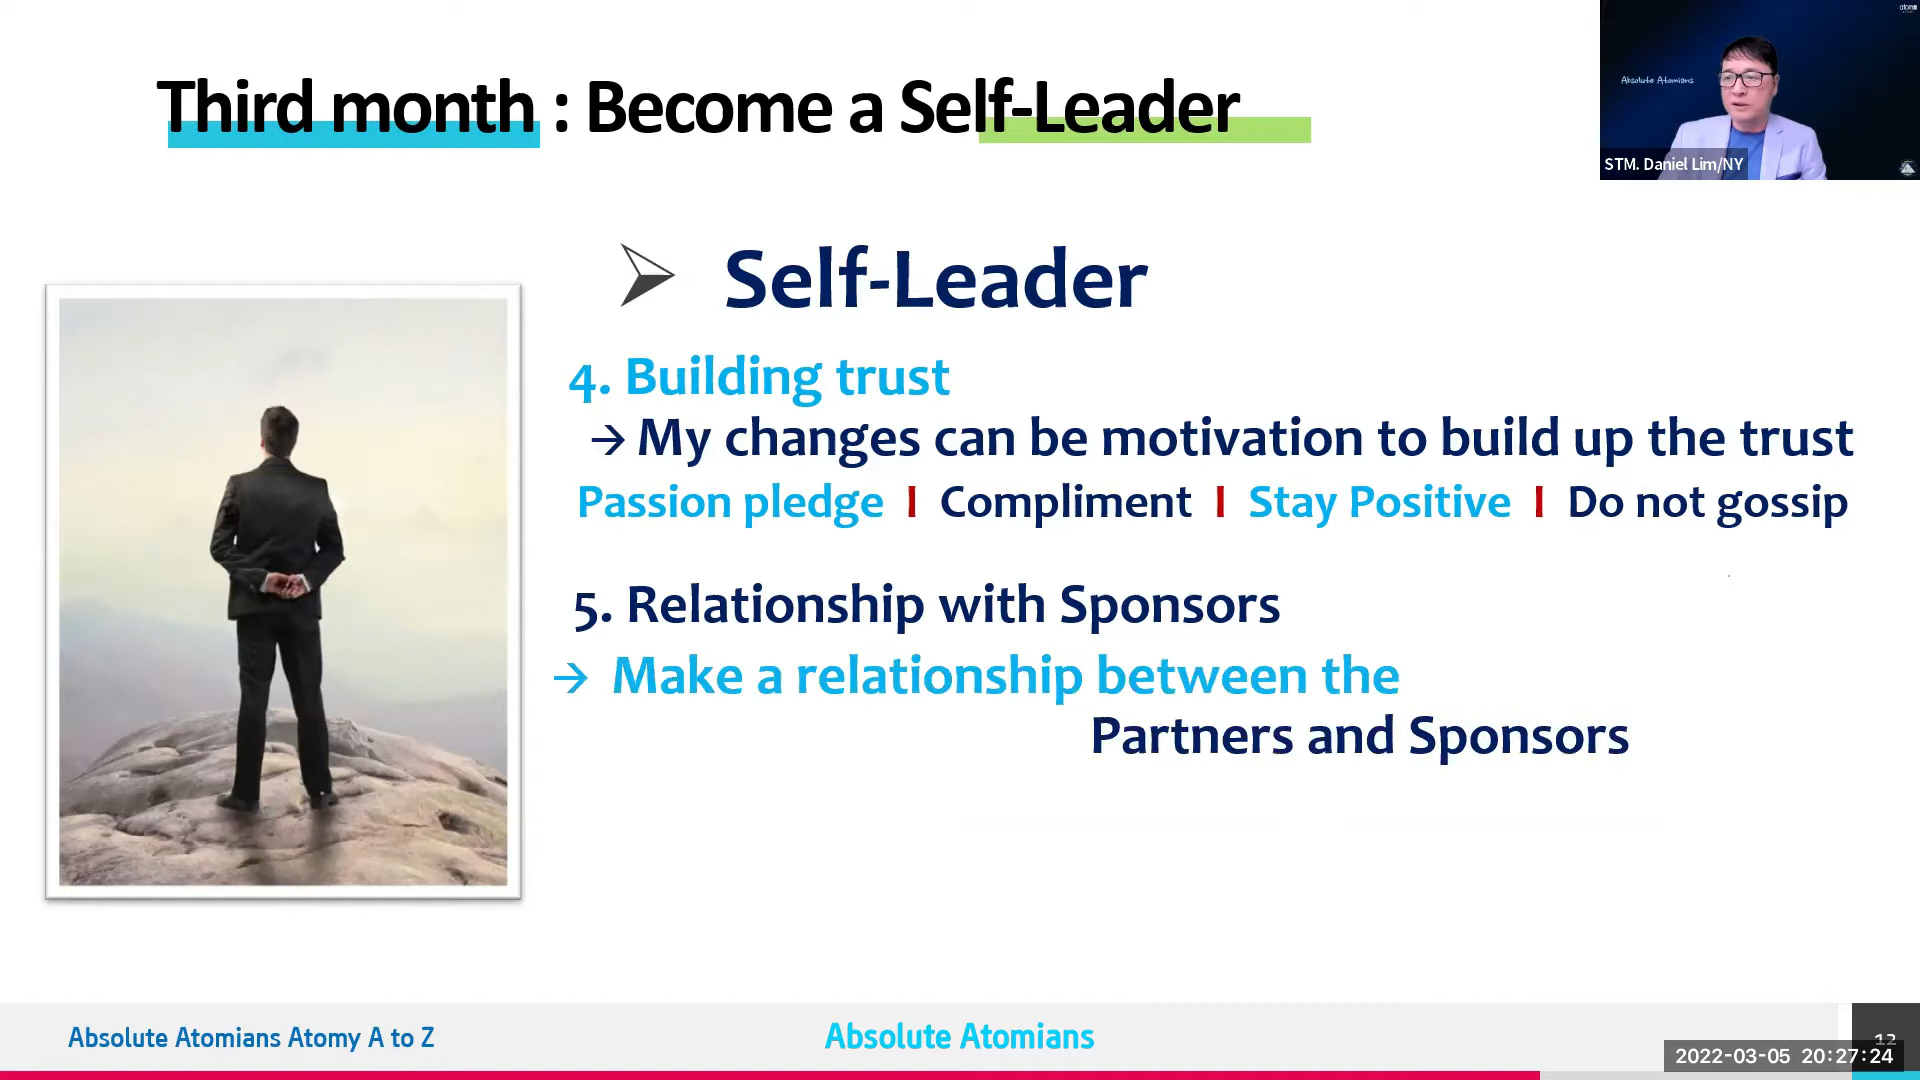 Third month : Become a Self-Leader
Absolute Atomians
STM. Daniel Lim/NY
Self-Leader
4. Building trust
→ My changes can be motivation to build up the trust
Passion pledge I Compliment I Stay Positive I Do not gossip
5. Relationship with Sponsors
→ Make a relationship between the
Partners and Sponsors
Absolute Atomians Atomy A to Z
Absolute Atomians
12
2022-03-05 20:27:24